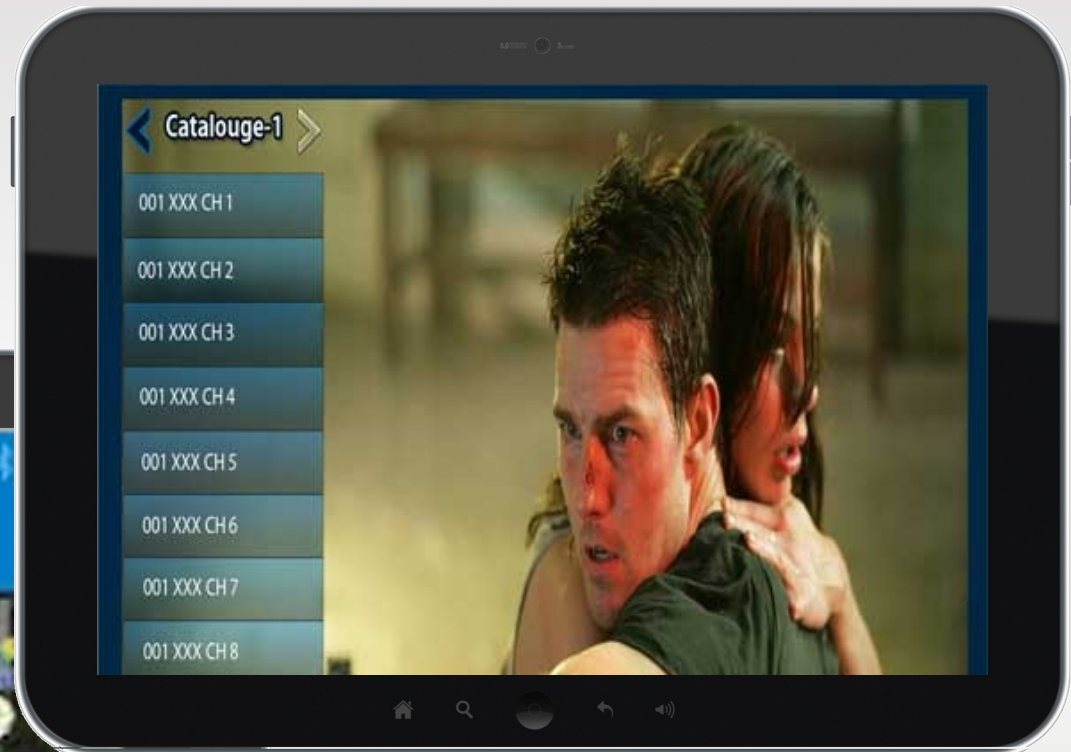 Catalouge-1
001 XXX CH 1
001 XXX CH 2
001 XXX CH 3
001 XXX CH 4
001 XXX CH 5
001 XXX CH 6
001 XXX CH 7
001 XXX CH 8